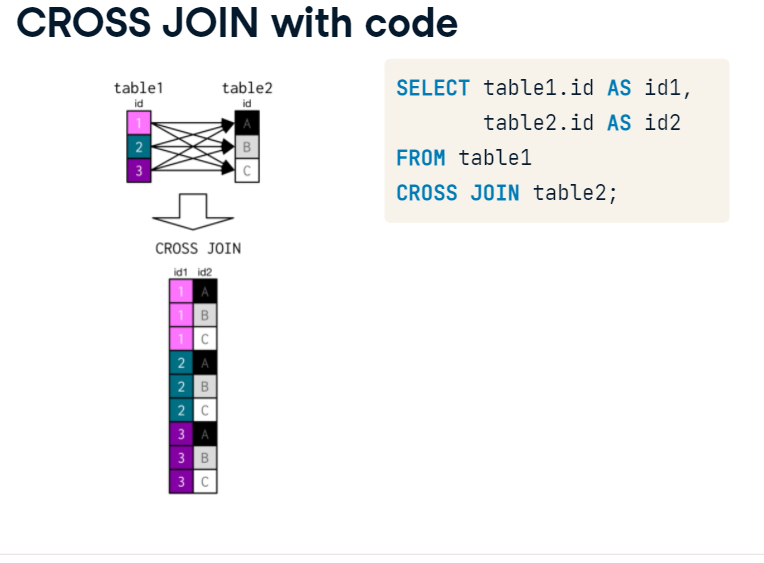 CROSS JOIN with code
table1 table2
id id
1 A
2 B
3 C
CROSS JOIN
id1 id2
1 A
1 B
1 C
2 A
2 B
2 C
3 A
3 B
3 C
SELECT table1.id AS id1,
table2.id AS id2
FROM table1
CROSS JOIN table2;